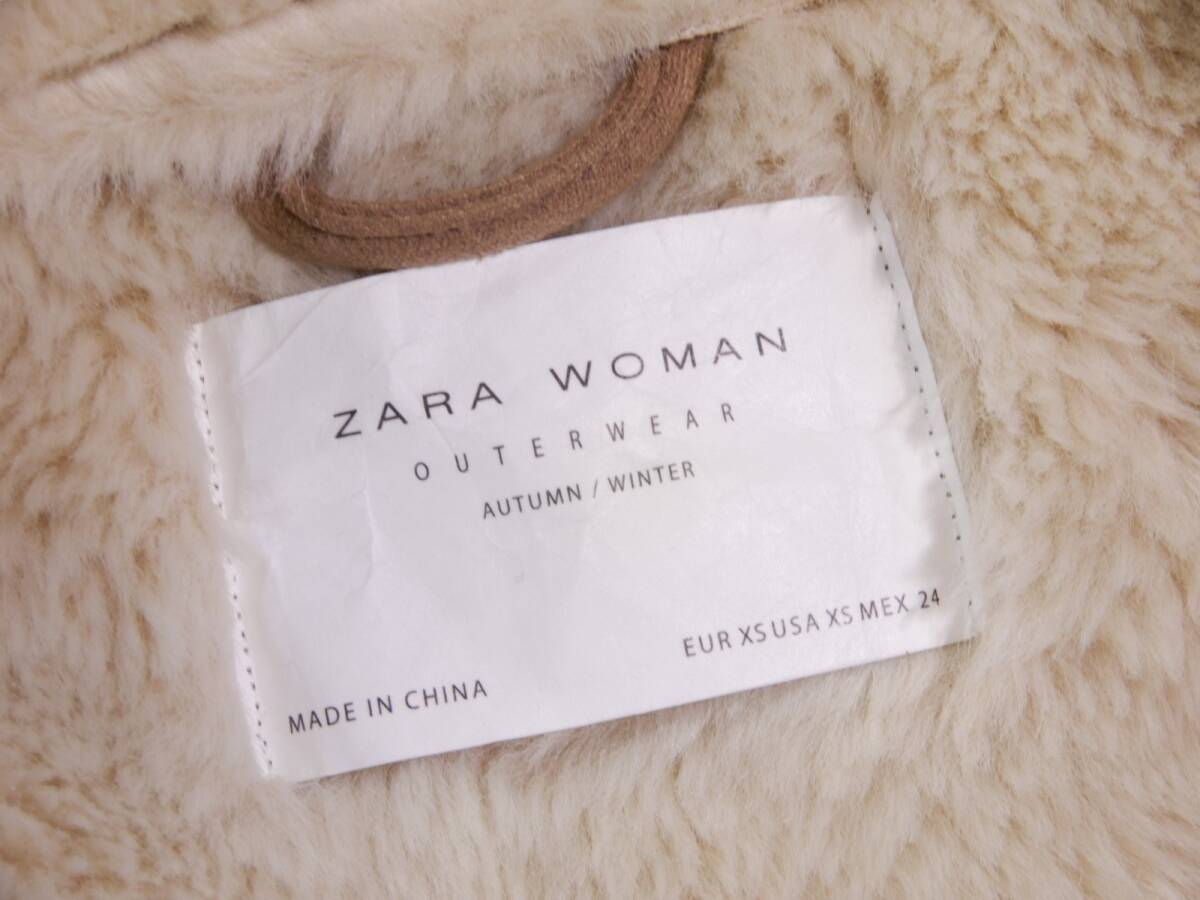 ZARA WOMAN
OUTERWEAR
AUTUMN / WINTER
EUR XS USA XS MEX 24
MADE IN CHINA